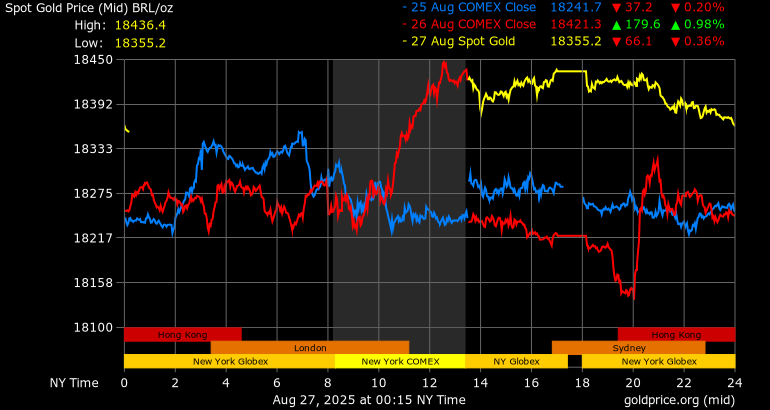 Spot Gold Price (Mid) BRL/oz
High: 18436.4
Low: 18355.2
- 25 Aug COMEX Close 18241.7 ▼ 37.2 ▼ 0.20%
- 26 Aug COMEX Close 18421.3 ▲ 179.6 ▲ 0.98%
- 27 Aug Spot Gold 18355.2 ▼ 66.1 ▼ 0.36%
18450
18392
18333
18275
18217
18158
18100
Hong Kong Hong Kong
London Sydney
New York Globex New York COMEX NY Globex New York Globex
NY Time 0 2 4 6 8 10 12 14 16 18 20 22 24
Aug 27, 2025 at 00:15 NY Time goldprice.org (mid)